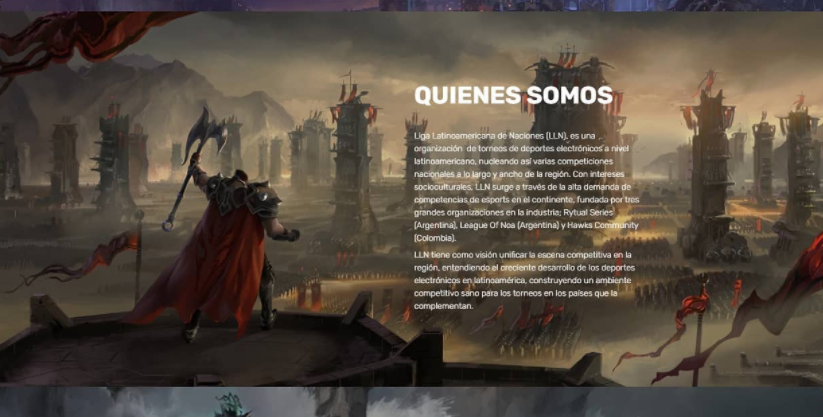 QUIENES SOMOS
Liga Latinoamericana de Naciones (LLN), es una
organización de torneos de deportes electrónicos a nivel
latinoamericano, nucleando así varias competiciones
nacionales a lo largo y ancho de la región. Con intereses
socioculturales, LLN surge a través de la alta demanda de
competencias de esports en el continente, fundada por tres
grandes organizaciones en la industria; Rytual Series
(Argentina), League Of Noa (Argentina) y Hawks Community
(Colombia).
LLN tiene como visión unificar la escena competitiva en la
región, entendiendo el creciente desarrollo de los deportes
electrónicos en latinoamérica, construyendo un ambiente
competitivo sano para los torneos en los países que la
complementan.